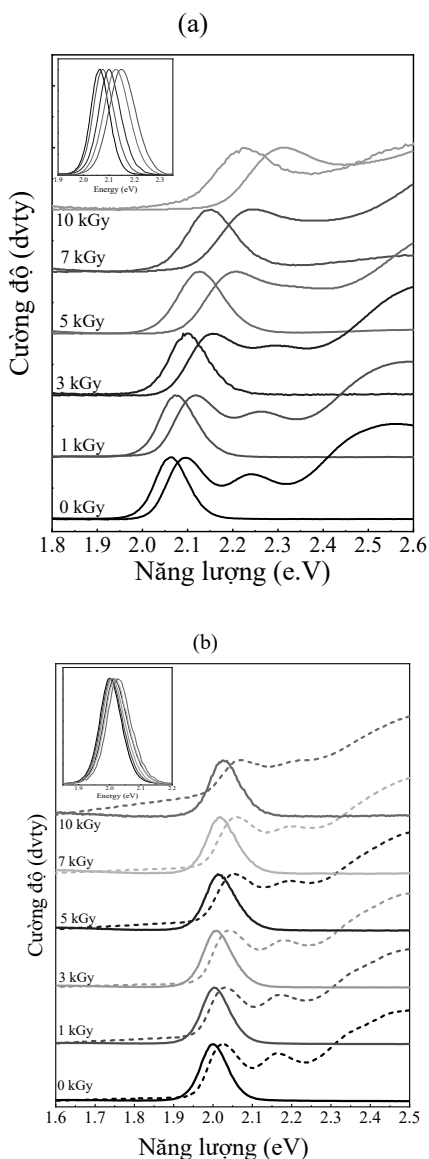 (a)
1.9 2.0 2.1 2.2 2.3
Energy (eV)
10 kGy
7 kGy
5 kGy
3 kGy
1 kGy
0 kGy
Cường độ (dvty)
1.8 1.9 2.0 2.1 2.2 2.3 2.4 2.5 2.6
Năng lượng (e.V)
(b)
1.9 2.0 2.1 2.2
Energy (eV)
10 kGy
7 kGy
5 kGy
3 kGy
1 kGy
0 kGy
Cường độ (dvty)
1.6 1.7 1.8 1.9 2.0 2.1 2.2 2.3 2.4 2.5
Năng lượng (eV)